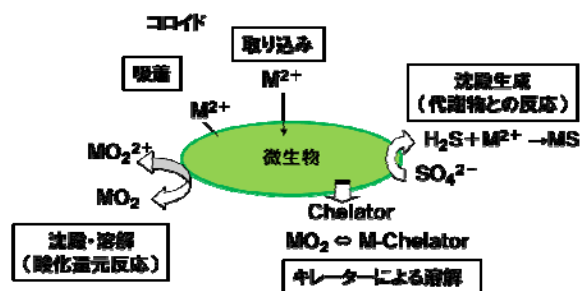 コロイド
取り込み
吸着
M²⁺
M²⁺
沈殿生成
（代謝物との反応）
H₂S＋M²⁺ →MS
SO₄²⁻
微生物
MO₂²⁺
MO₂
沈殿・溶解
（酸化還元反応）
Chelator
MO₂ ⇔ M-Chelator
キレーターによる溶解